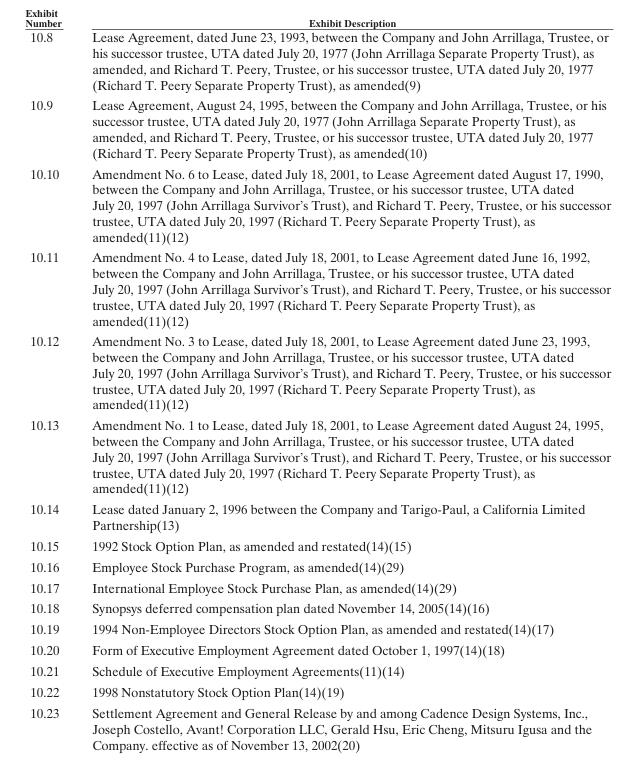 Exhibit
Number Exhibit Description
10.8 Lease Agreement, dated June 23, 1993, between the Company and John Arrillaga, Trustee, or
his successor trustee, UTA dated July 20, 1977 (John Arrillaga Separate Property Trust), as
amended, and Richard T. Peery, Trustee, or his successor trustee, UTA dated July 20, 1977
(Richard T. Peery Separate Property Trust), as amended(9)
10.9 Lease Agreement, August 24, 1995, between the Company and John Arrillaga, Trustee, or his
successor trustee, UTA dated July 20, 1977 (John Arrillaga Separate Property Trust), as
amended, and Richard T. Peery, Trustee, or his successor trustee, UTA dated July 20, 1977
(Richard T. Peery Separate Property Trust), as amended(10)
10.10 Amendment No. 6 to Lease, dated July 18, 2001, to Lease Agreement dated August 17, 1990,
between the Company and John Arrillaga, Trustee, or his successor trustee, UTA dated
July 20, 1997 (John Arrillaga Survivor's Trust), and Richard T. Peery, Trustee, or his successor
trustee, UTA dated July 20, 1997 (Richard T. Peery Separate Property Trust), as
amended(11)(12)
10.11 Amendment No. 4 to Lease, dated July 18, 2001, to Lease Agreement dated June 16, 1992,
between the Company and John Arrillaga, Trustee, or his successor trustee, UTA dated
July 20, 1997 (John Arrillaga Survivor's Trust), and Richard T. Peery, Trustee, or his successor
trustee, UTA dated July 20, 1997 (Richard T. Peery Separate Property Trust), as
amended(11)(12)
10.12 Amendment No. 3 to Lease, dated July 18, 2001, to Lease Agreement dated June 23, 1993,
between the Company and John Arrillaga, Trustee, or his successor trustee, UTA dated
July 20, 1997 (John Arrillaga Survivor's Trust), and Richard T. Peery, Trustee, or his successor
trustee, UTA dated July 20, 1997 (Richard T. Peery Separate Property Trust), as
amended(11)(12)
10.13 Amendment No. 1 to Lease, dated July 18, 2001, to Lease Agreement dated August 24, 1995,
between the Company and John Arrillaga, Trustee, or his successor trustee, UTA dated
July 20, 1997 (John Arrillaga Survivor's Trust), and Richard T. Peery, Trustee, or his successor
trustee, UTA dated July 20, 1997 (Richard T. Peery Separate Property Trust), as
amended(11)(12)
10.14 Lease dated January 2, 1996 between the Company and Tarigo-Paul, a California Limited
Partnership(13)
10.15 1992 Stock Option Plan, as amended and restated(14)(15)
10.16 Employee Stock Purchase Program, as amended(14)(29)
10.17 International Employee Stock Purchase Plan, as amended(14)(29)
10.18 Synopsys deferred compensation plan dated November 14, 2005(14)(16)
10.19 1994 Non-Employee Directors Stock Option Plan, as amended and restated(14)(17)
10.20 Form of Executive Employment Agreement dated October 1, 1997(14)(18)
10.21 Schedule of Executive Employment Agreements(11)(14)
10.22 1998 Nonstatutory Stock Option Plan(14)(19)
10.23 Settlement Agreement and General Release by and among Cadence Design Systems, Inc.,
Joseph Costello, Avant! Corporation LLC, Gerald Hsu, Eric Cheng, Mitsuru Igusa and the
Company. effective as of November 13, 2002(20)